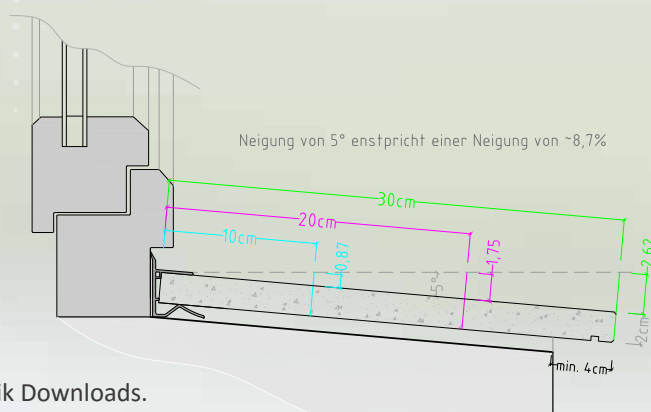 Neigung von 5° enstpricht einer Neigung von ~8,7%
30cm
20cm
10cm
0,87
1,75
2,62
5°
2cm
min. 4cm
ik Downloads.